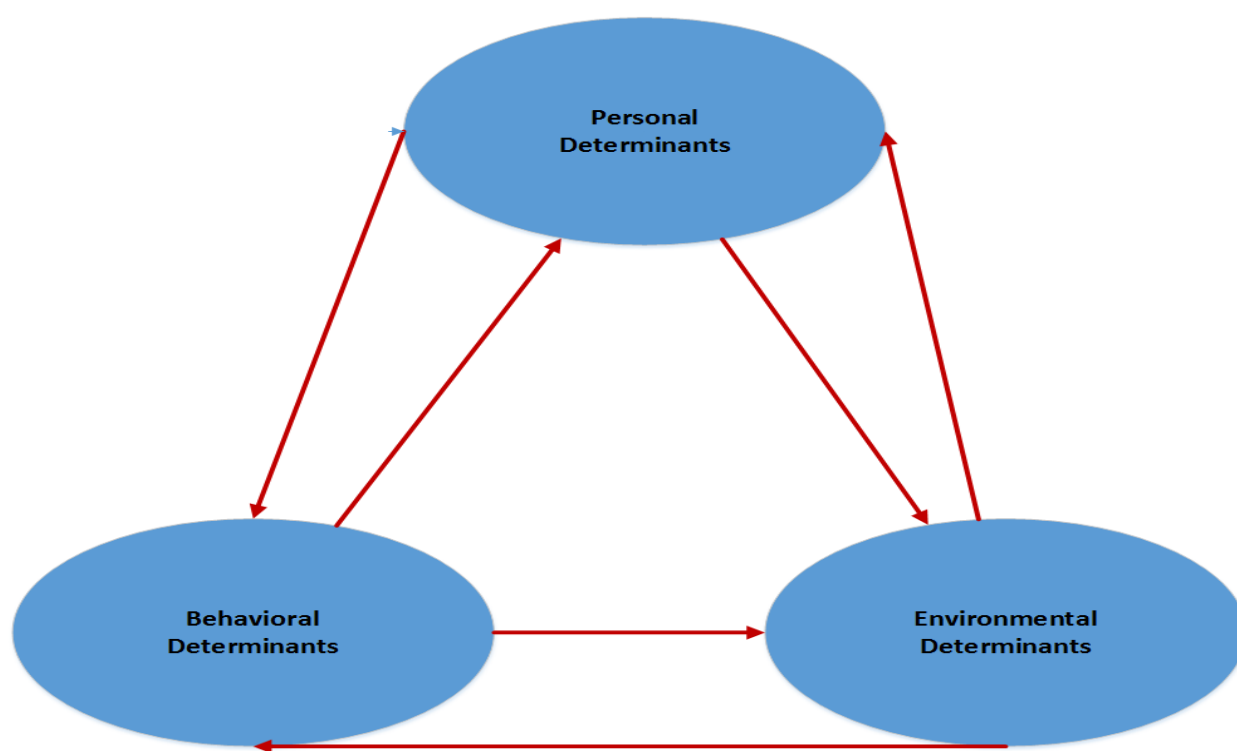 Personal
Determinants
Behavioral
Determinants
Environmental
Determinants